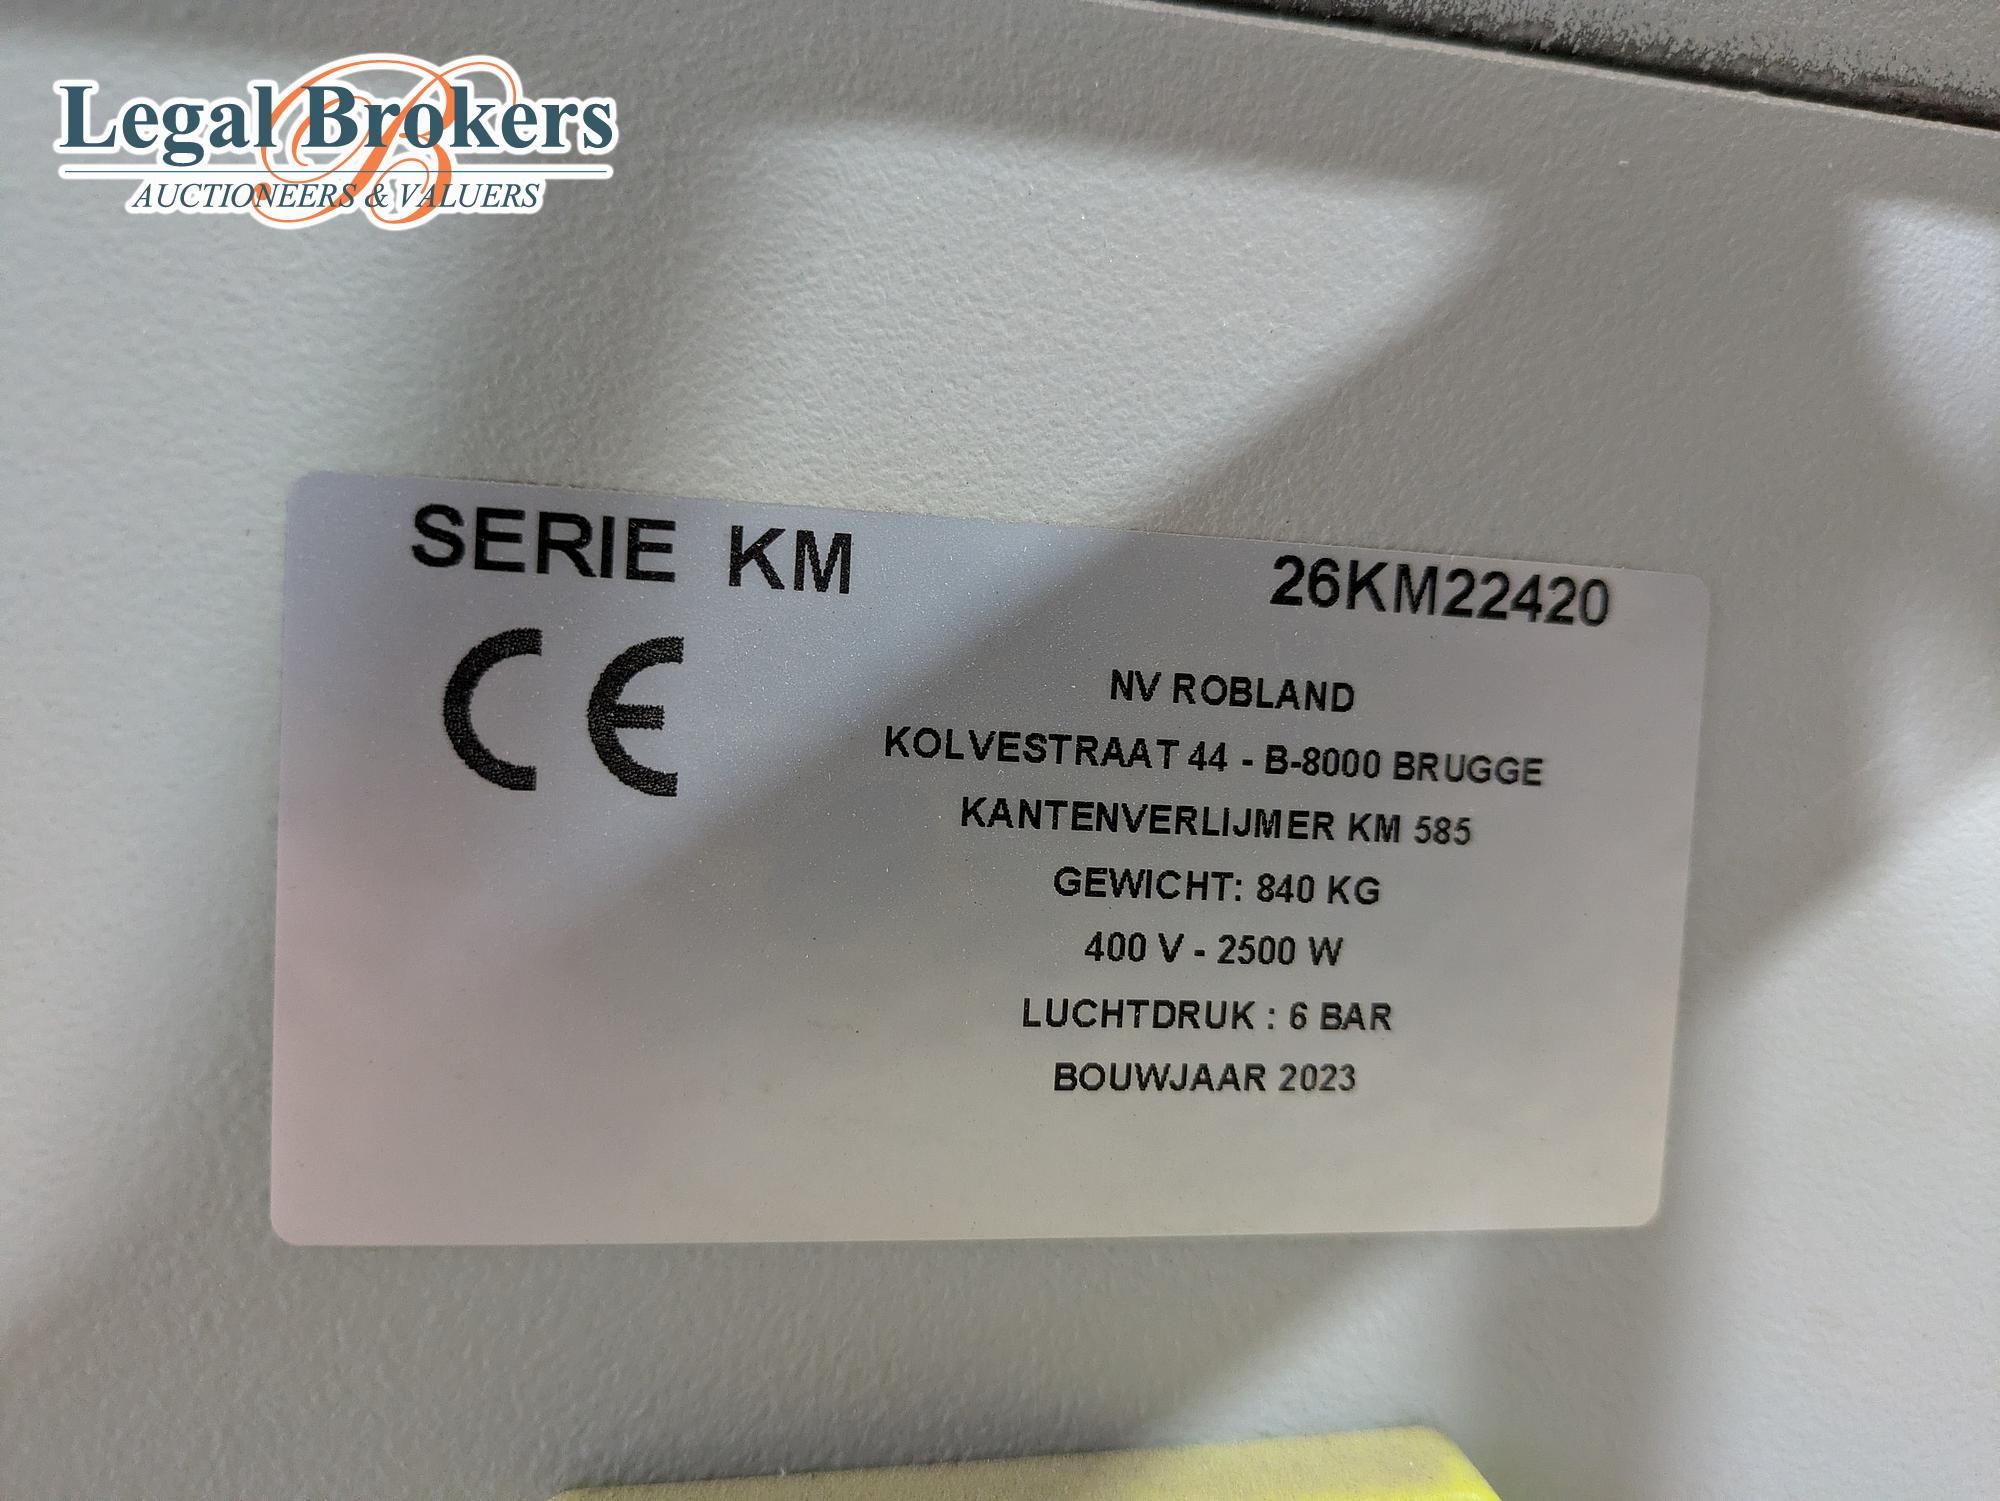 Legal Brokers
AUCTIONEERS & VALUERS
SERIE KM
26KM22420
CE
NV ROBLAND
KOLVESTRAAT 44 - B-8000 BRUGGE
KANTENVERLIJMER KM 585
GEWICHT: 840 KG
400 V - 2500 W
LUCHTDRUK : 6 BAR
BOUWJAAR 2023